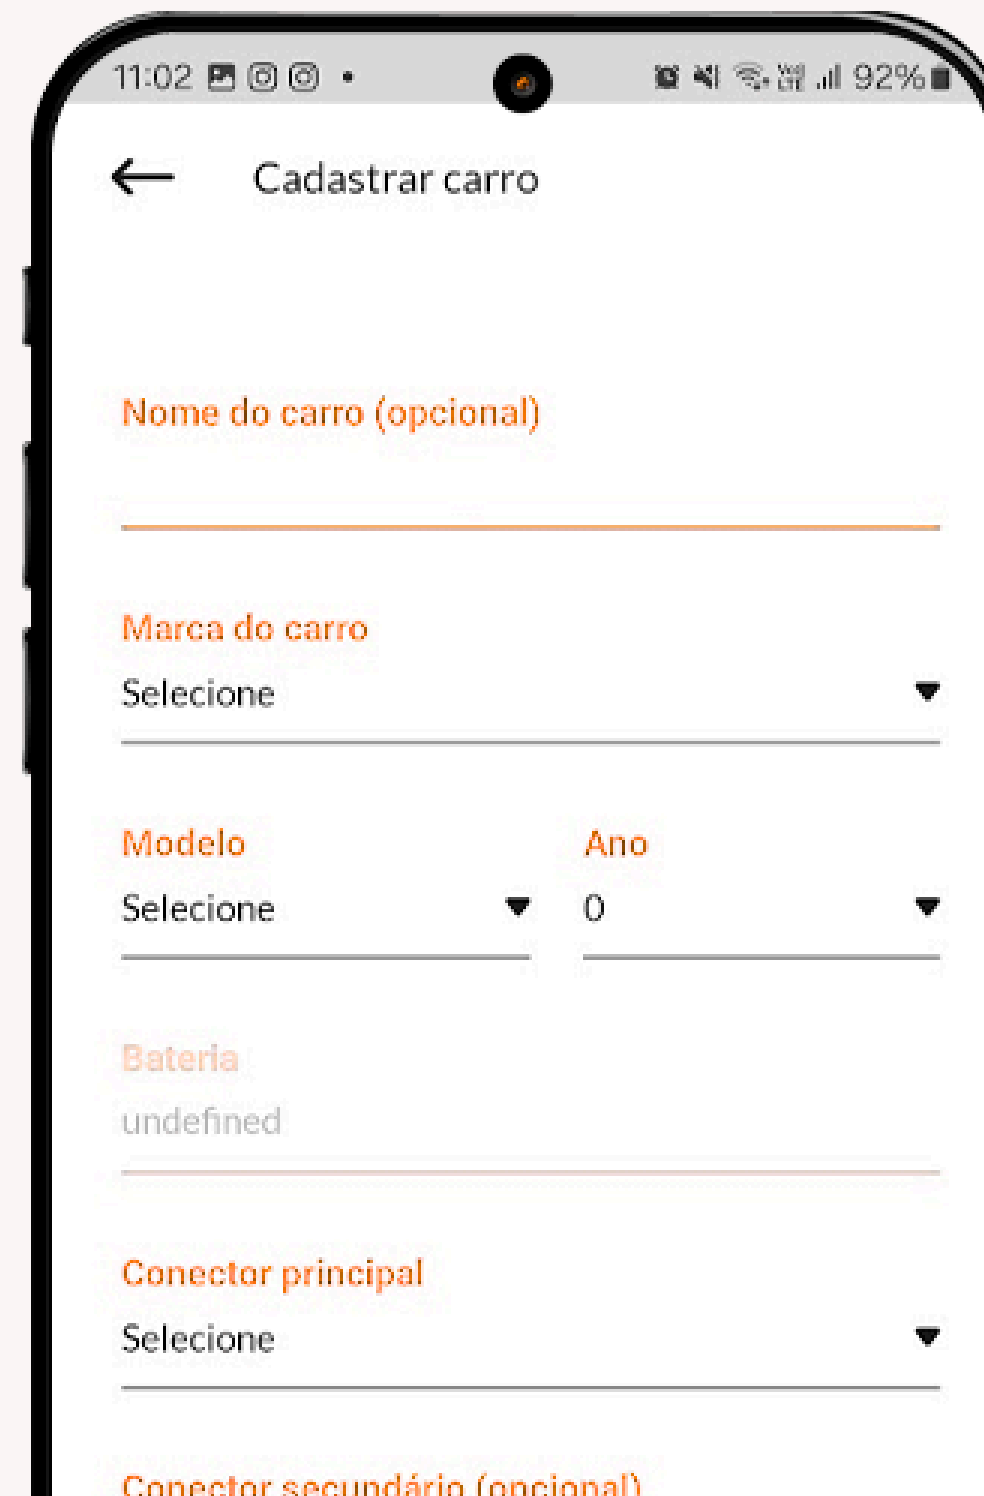 11:02 92%
Cadastrar carro
Nome do carro (opcional)
Marca do carro
Selecione
Modelo Ano
Selecione 0
Bateria
undefined
Conector principal
Selecione
Conector secundário (opcional)